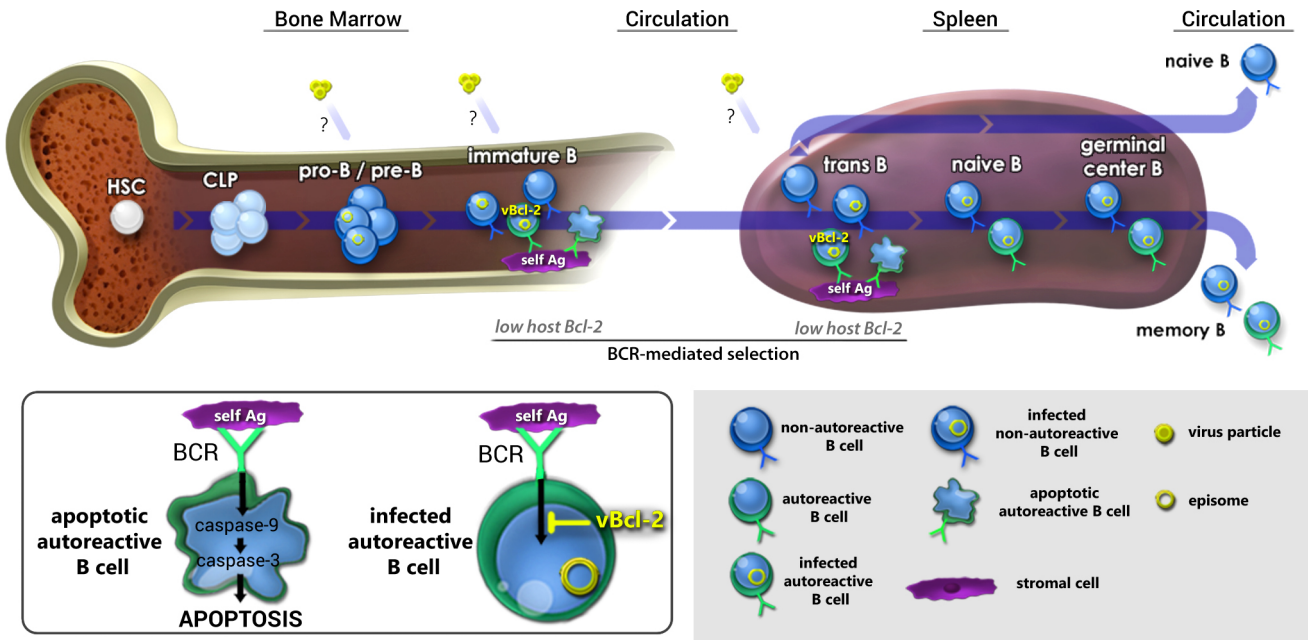 Bone Marrow
Circulation
Spleen
Circulation
naive B
?
?
?
HSC
CLP
pro-B / pre-B
immature B
vBcl-2
self Ag
trans B
vBcl-2
self Ag
naive B
germinal
center B
memory B
low host Bcl-2
low host Bcl-2
BCR-mediated selection
self Ag
BCR
apoptotic
autoreactive
B cell
caspase-9
caspase-3
APOPTOSIS
self Ag
BCR
infected
autoreactive
B cell
vBcl-2
non-autoreactive
B cell
infected
non-autoreactive
B cell
virus particle
autoreactive
B cell
apoptotic
autoreactive B cell
episome
infected
autoreactive
B cell
stromal cell